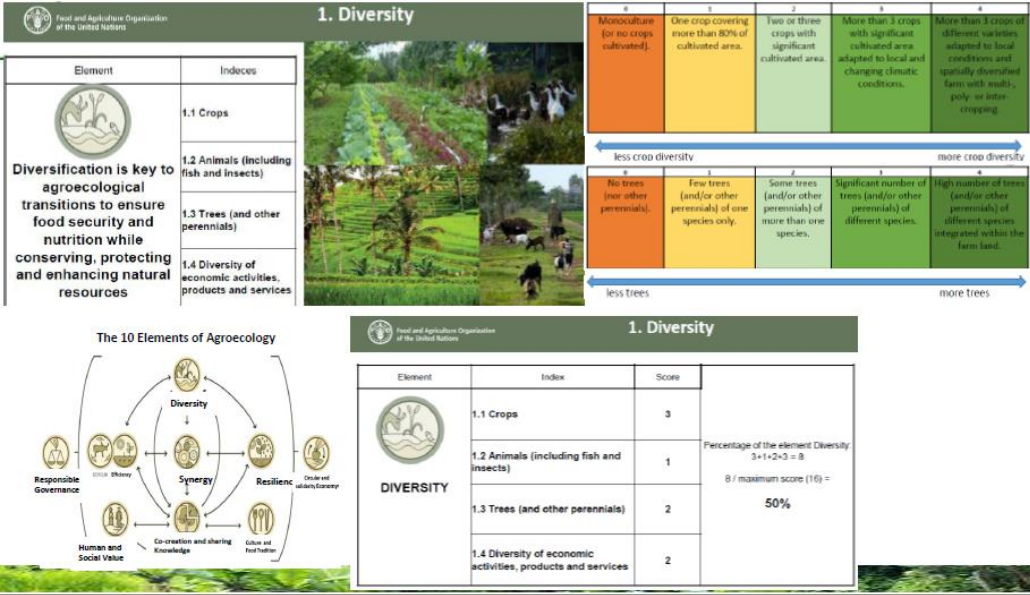 Food and Agriculture Organization
of the United Nations
1. Diversity
Element
Indeces
Diversification is key to
agroecological
transitions to ensure
food security and
nutrition while
conserving, protecting
and enhancing natural
resources
1.1 Crops
1.2 Animals (including
fish and insects)
1.3 Trees (and other
perennials)
1.4 Diversity of
economic activities,
products and services
0
Monoculture
(or no crops
cultivated).
1
One crop covering
more than 80% of
cultivated area.
2
Two or three
crops with
significant
cultivated area.
3
More than 3 crops
with significant
cultivated area
adapted to local and
changing climatic
conditions.
4
More than 3 crops of
different varieties
adapted to local
conditions and
spatially diversified
farm with multi-,
poly- or inter-
cropping.
less crop diversity
more crop diversity
0
No trees
(nor other
perennials).
1
Few trees
(and/or other
perennials) of one
species only.
2
Some trees
(and/or other
perennials) of
more than one
species.
3
Significant number of
trees (and/or other
perennials) of
different species.
4
High number of trees
(and/or other
perennials) of
different species
integrated within the
farm land.
less trees
more trees
The 10 Elements of Agroecology
Diversity
Responsible
Governance
Efficiency
Synergy
Resilienc
Circular and
Solidarity Economy
Human and
Social Value
Co-creation and sharing
Knowledge
Culture and
Food Tradition
Food and Agriculture Organization
of the United Nations
1. Diversity
Element
Index
Score
DIVERSITY
1.1 Crops
3
1.2 Animals (including fish and
insects)
1
1.3 Trees (and other perennials)
2
1.4 Diversity of economic
activities, products and services
2
Percentage of the element Diversity:
3+1+2+3 = 8
8 / maximum score (16) =
50%